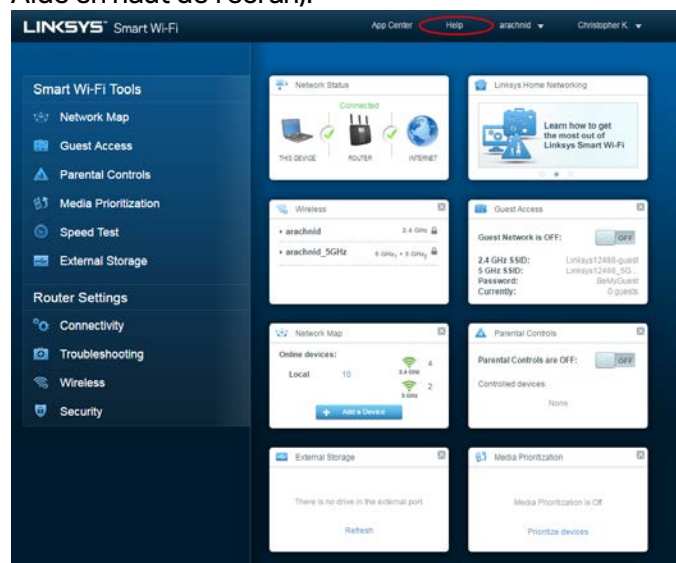 Aide en haut de l'écran).
LINKSYS Smart Wi-Fi
App Center
Help
arachnid
Christopher K.
Smart Wi-Fi Tools
Network Map
Guest Access
Parental Controls
Media Prioritization
Speed Test
External Storage
Router Settings
Connectivity
Troubleshooting
Wireless
Security
Network Status
Connected
THIS DEVICE
ROUTER
INTERNET
Linksys Home Networking
Learn how to get
the most out of
Linksys Smart Wi-Fi
Wireless
arachnid 2.4 GHz
arachnid_5GHz 5 GHz1 + 5 GHz2
Guest Access
Guest Network is OFF: OFF
2.4 GHz SSID: Linksys12488-guest
5 GHz SSID: Linksys12488_5G...
Password: BeMyGuest
Currently: 0 guests
Network Map
Online devices:
Local 10
4
2.4 GHz
2
5 GHz
+ Add a Device
Parental Controls
Parental Controls are OFF: OFF
Controlled devices:
None
External Storage
There is no drive in the external port.
Refresh
Media Prioritization
Media Prioritization is Off
Prioritize devices